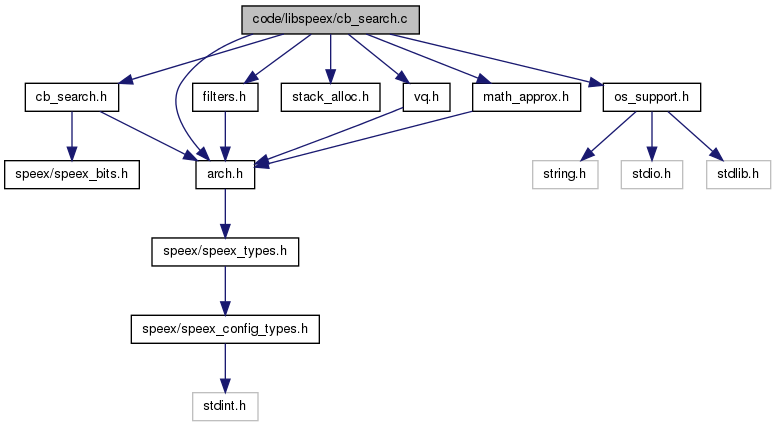 code/libspeex/cb_search.c
cb_search.h
filters.h
stack_alloc.h
vq.h
math_approx.h
os_support.h
speex/speex_bits.h
arch.h
string.h
stdio.h
stdlib.h
speex/speex_types.h
speex/speex_config_types.h
stdint.h